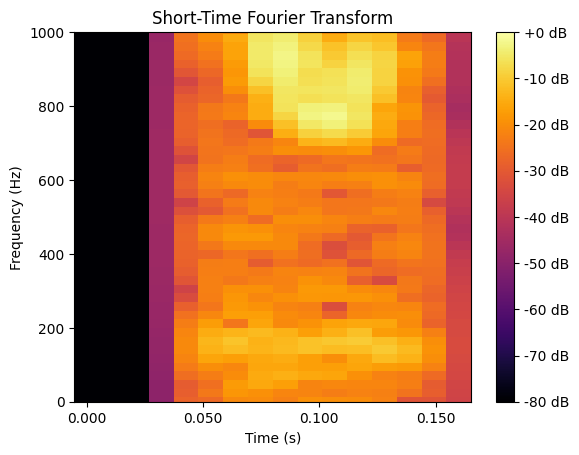 Short-Time Fourier Transform
1000
800
600
400
200
0
Frequency (Hz)
0.000
0.050
0.100
0.150
Time (s)
+0 dB
-10 dB
-20 dB
-30 dB
-40 dB
-50 dB
-60 dB
-70 dB
-80 dB